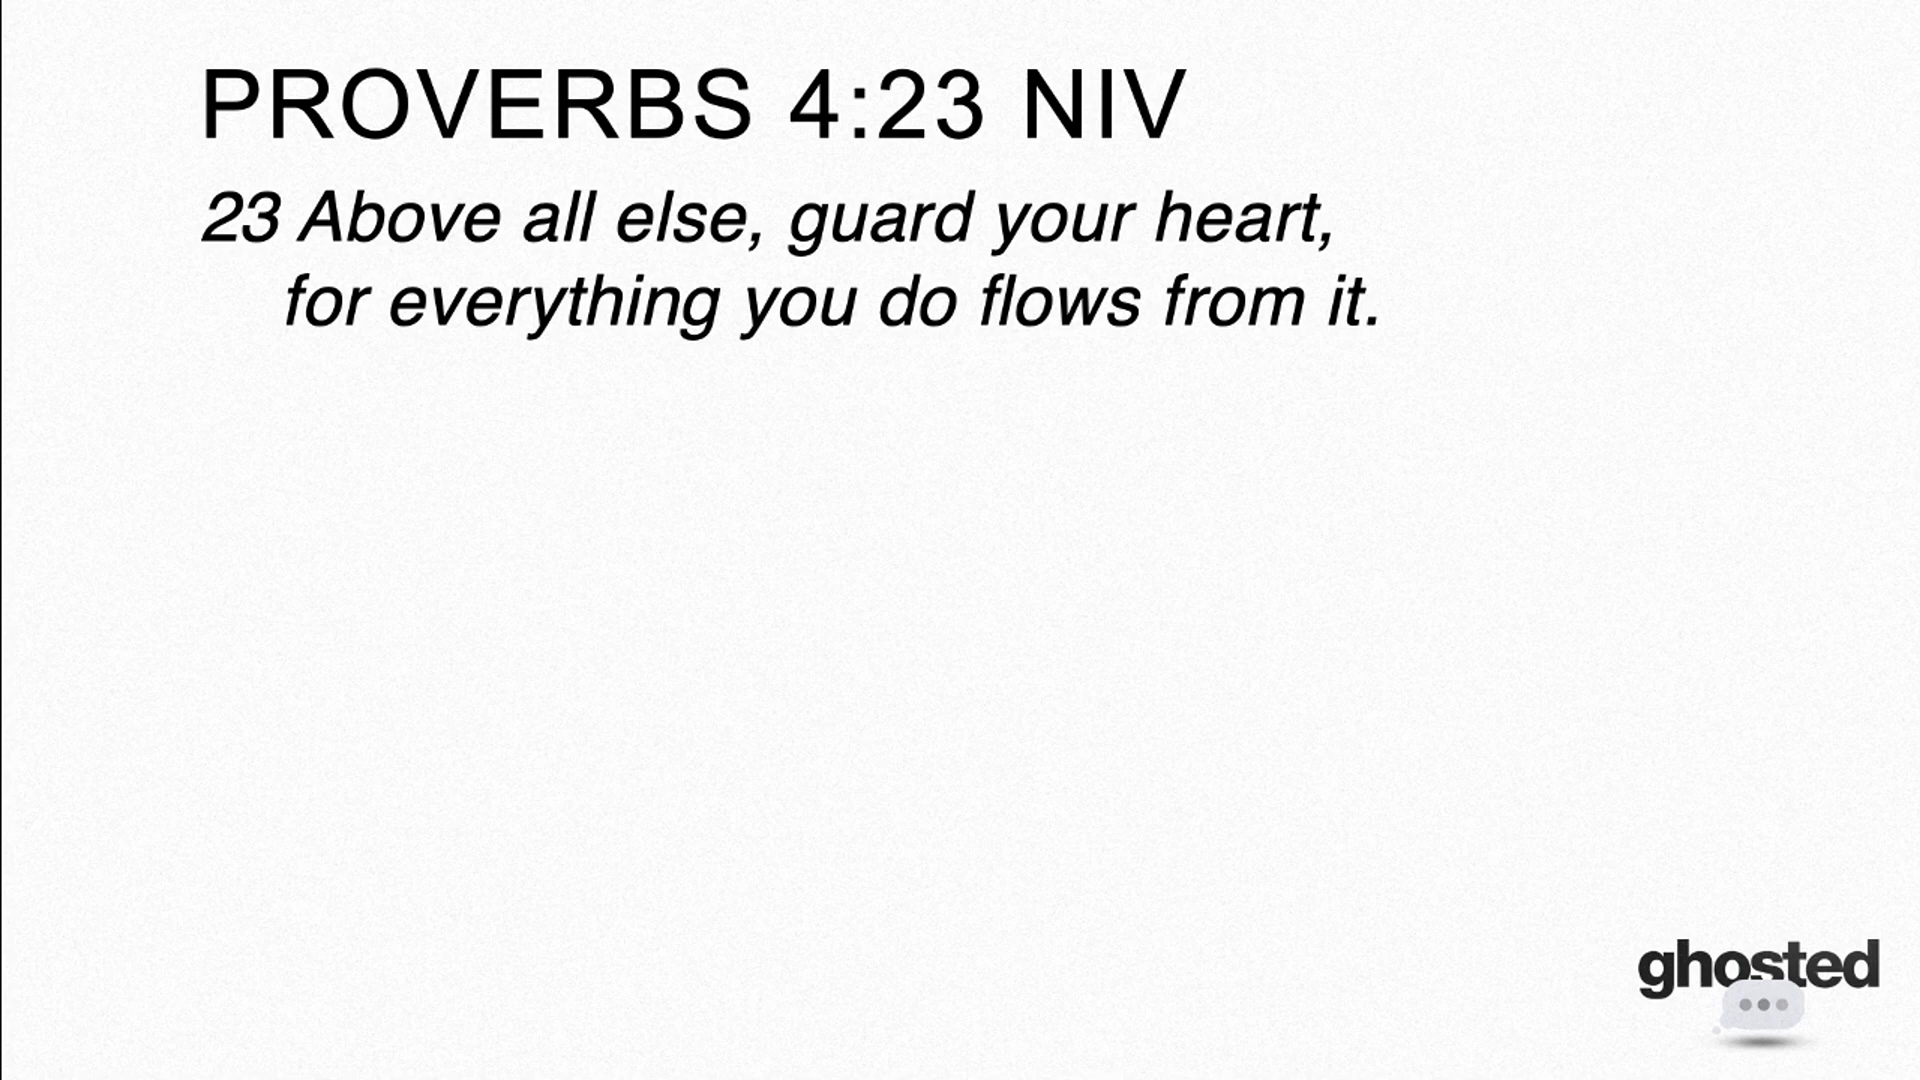 PROVERBS 4:23 NIV
23 Above all else, guard your heart,
for everything you do flows from it.
ghosted